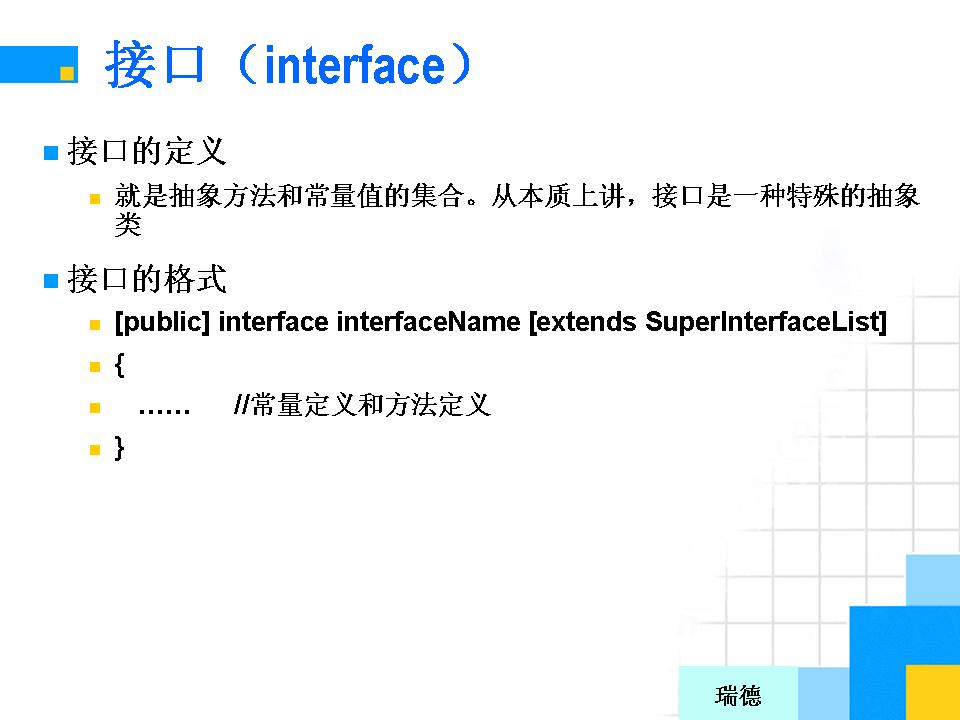 接口（interface）
接口的定义
就是抽象方法和常量值的集合。从本质上讲，接口是一种特殊的抽象
类
接口的格式
[public] interface interfaceName [extends SuperInterfaceList]
{
…… //常量定义和方法定义
}
瑞德